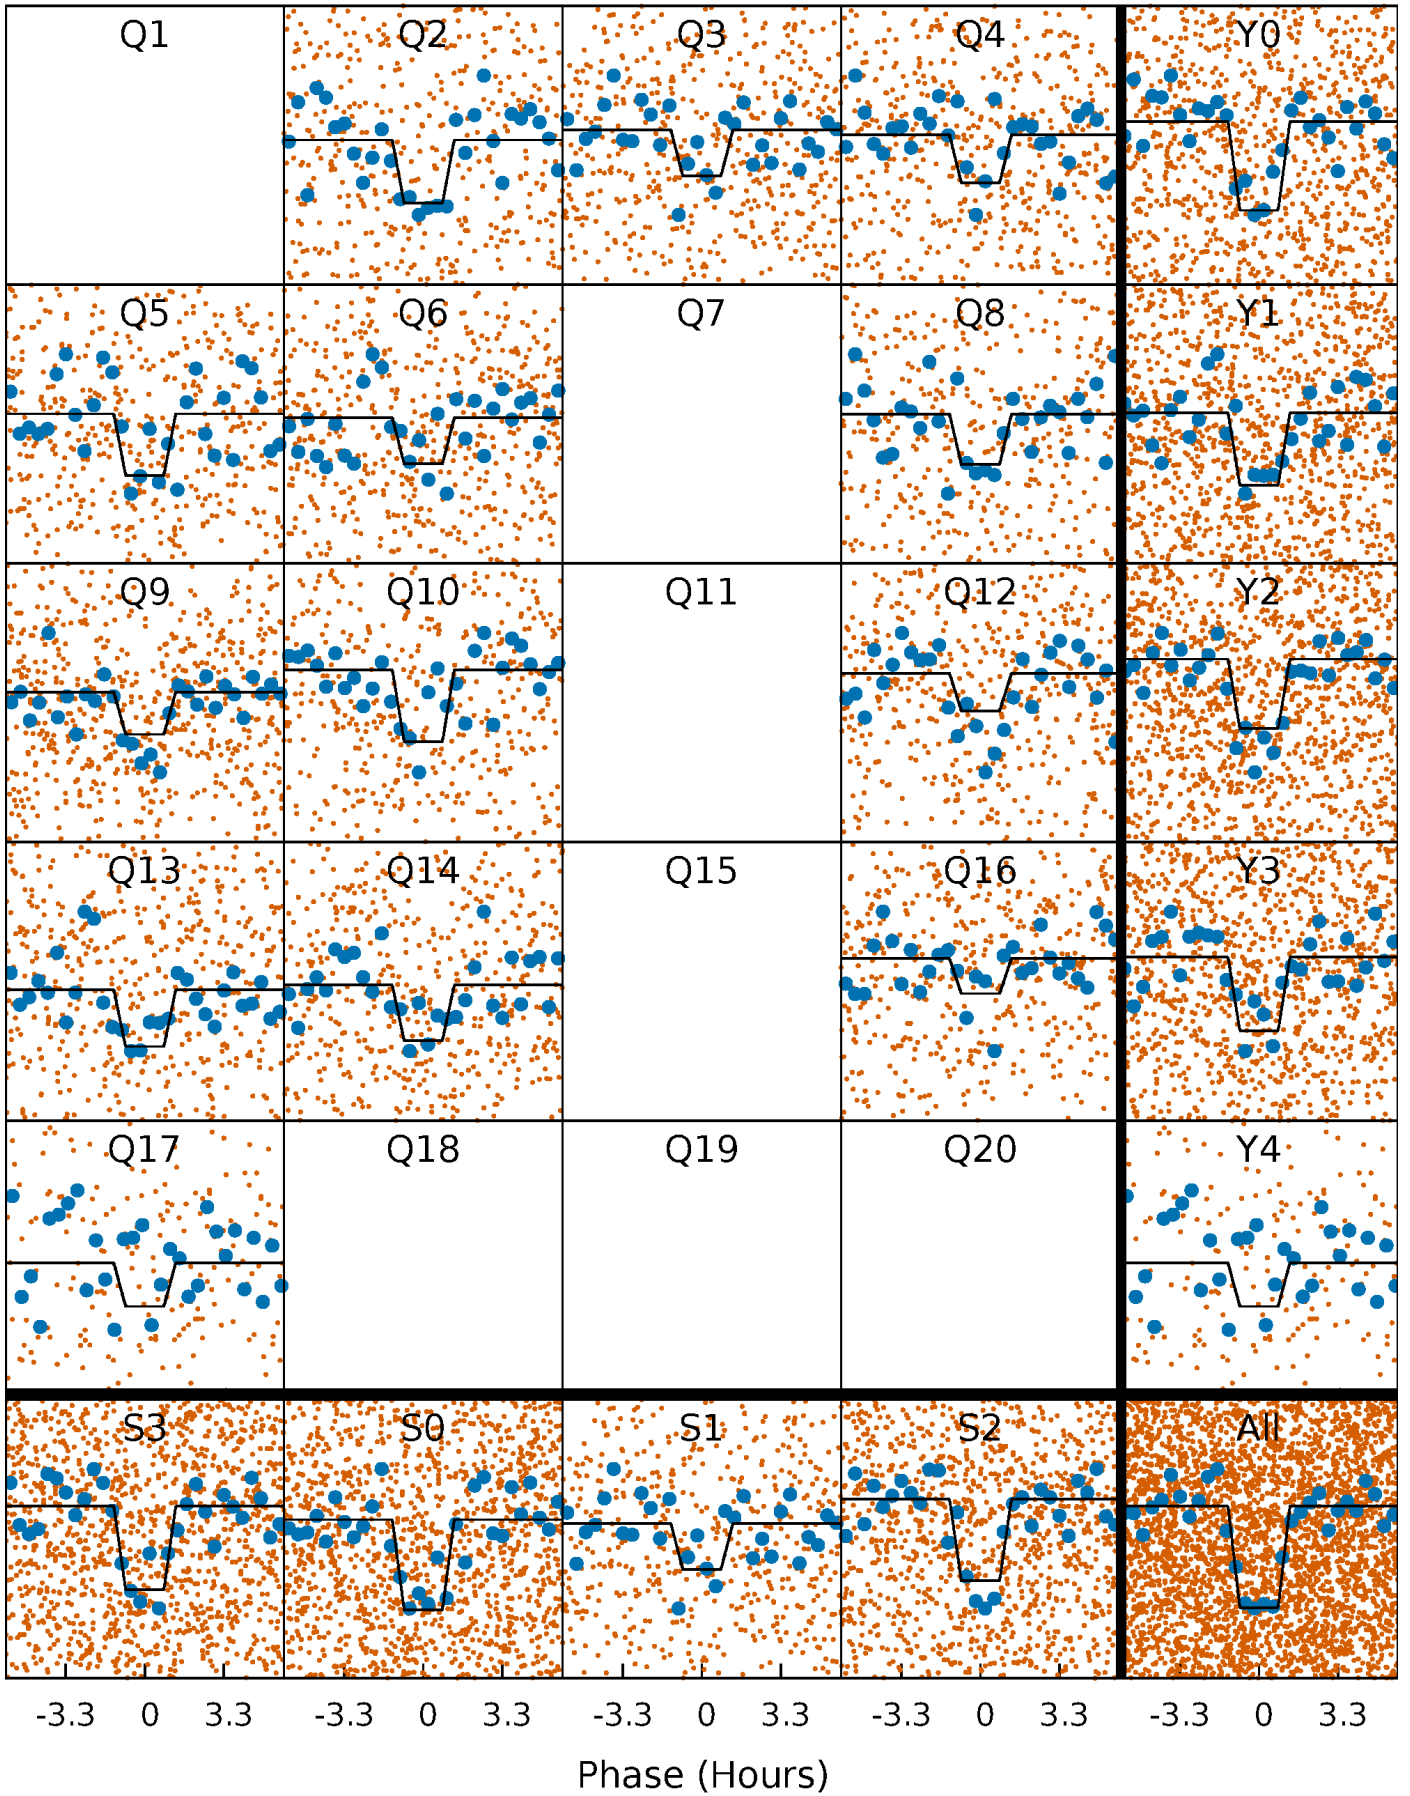 Q1 Q2 Q3 Q4 Y0
Q5 Q6 Q7 Q8 Y1
Q9 Q10 Q11 Q12 Y2
Q13 Q14 Q15 Q16 Y3
Q17 Q18 Q19 Q20 Y4
S3 S0 S1 S2 All
-3.3 0 3.3 -3.3 0 3.3 -3.3 0 3.3 -3.3 0 3.3 -3.3 0 3.3
Phase (Hours)